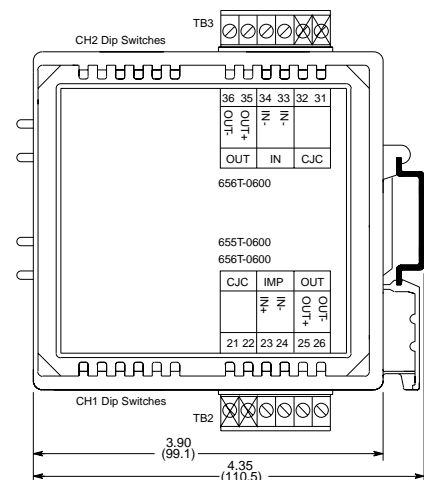 TB3
CH2 Dip Switches
36 35 34 33 32 31
OUT- OUT+ IN- IN-
OUT IN CJC
656T-0600
655T-0600
656T-0600
CJC IMP OUT
IN+ IN- OUT+ OUT-
21 22 23 24 25 26
CH1 Dip Switches
TB2
3.90
(99.1)
4.35
(110.5)